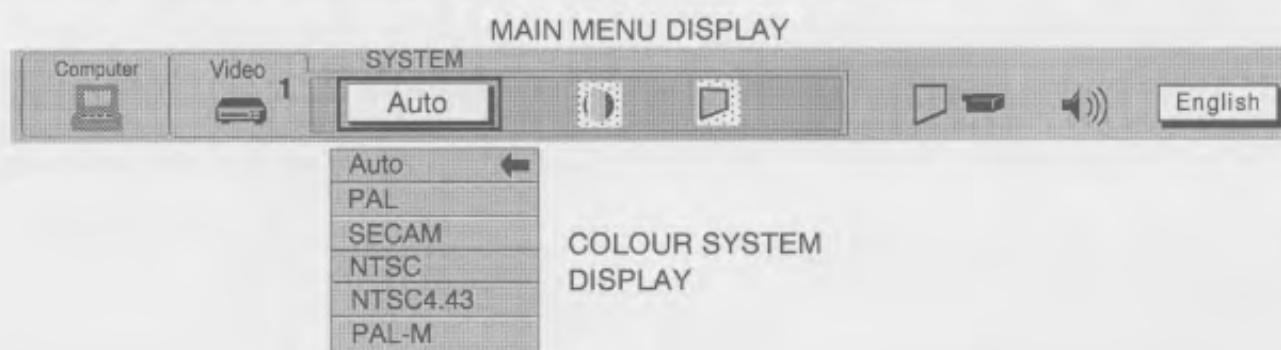 MAIN MENU DISPLAY
Computer Video 1 SYSTEM Auto English
Auto
PAL
SECAM
NTSC
NTSC4.43
PAL-M
COLOUR SYSTEM
DISPLAY